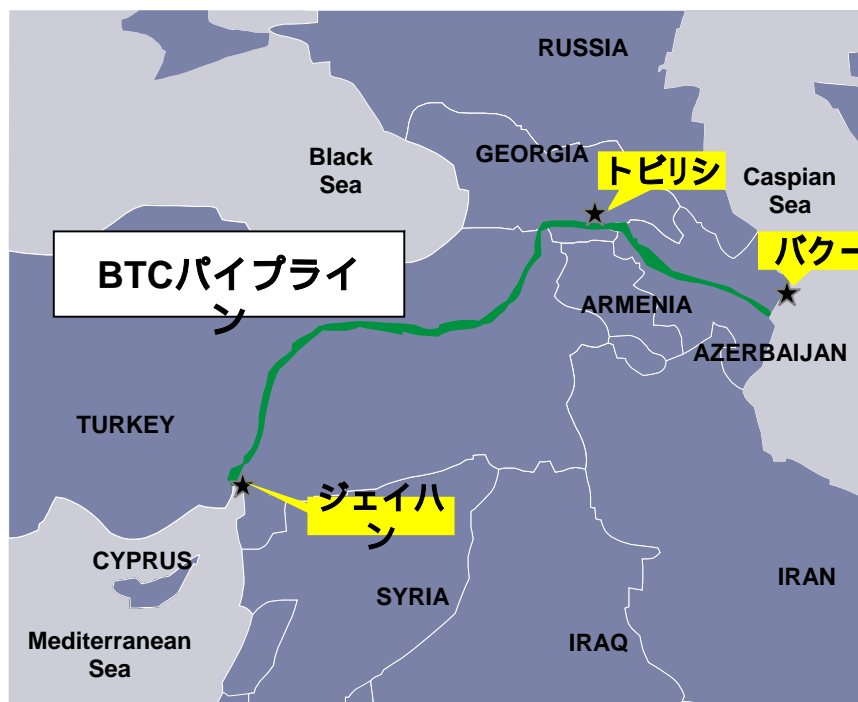 RUSSIA
Black
Sea
GEORGIA
トビリシ
Caspian
Sea
BTCパイプライ
ン
バクー
ARMENIA
AZERBAIJAN
TURKEY
ジェイハ
ン
CYPRUS
SYRIA
IRAN
Mediterranean
Sea
IRAQ